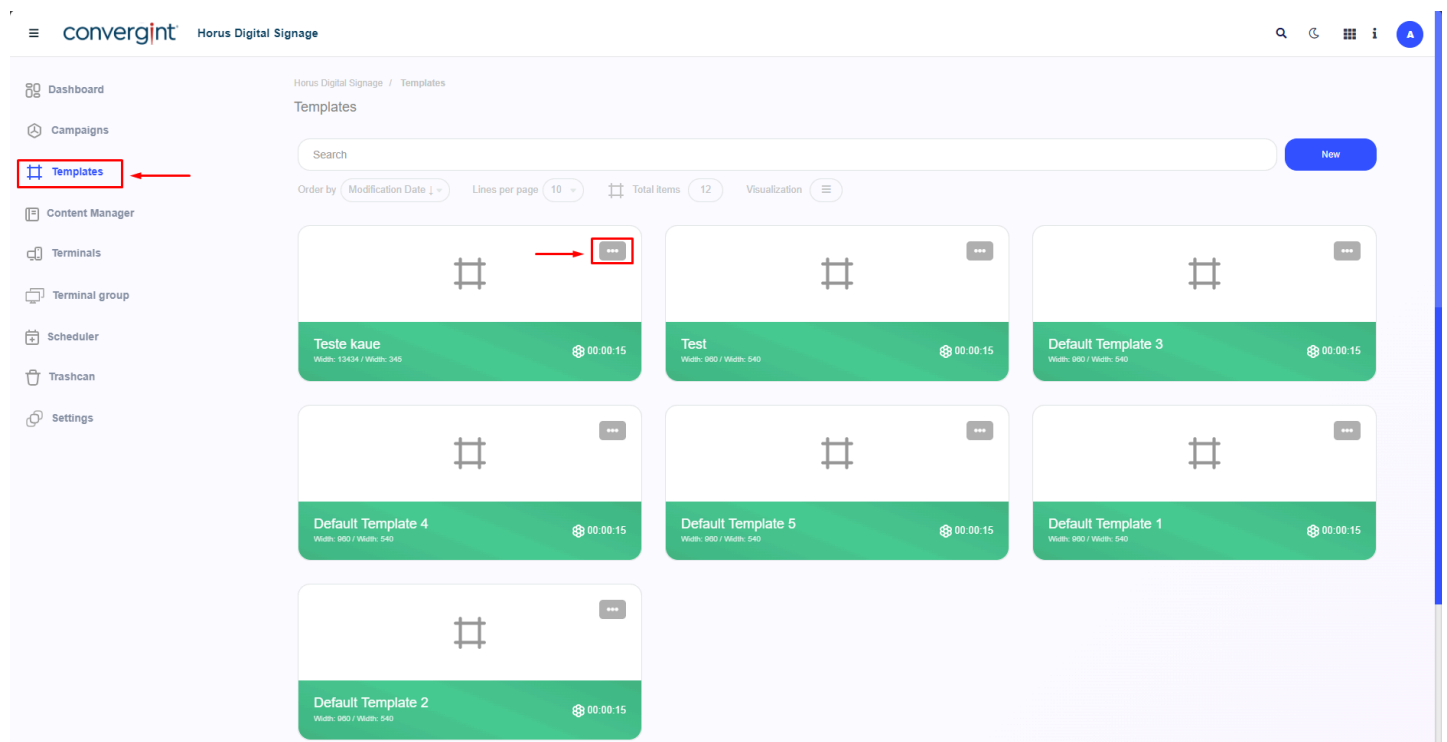 convergint Horus Digital Signage
A
Dashboard
Campaigns
Templates
Content Manager
Terminals
Terminal group
Scheduler
Trashcan
Settings
Horus Digital Signage / Templates
Templates
Search
New
Order by Modification Date ↓ Lines per page 10 Total items 12 Visualization
Teste kaue
Width: 13434 / Width: 345
00:00:15
Test
Width: 960 / Width: 540
00:00:15
Default Template 3
Width: 960 / Width: 540
00:00:15
Default Template 4
Width: 960 / Width: 540
00:00:15
Default Template 5
Width: 960 / Width: 540
00:00:15
Default Template 1
Width: 960 / Width: 540
00:00:15
Default Template 2
Width: 960 / Width: 540
00:00:15